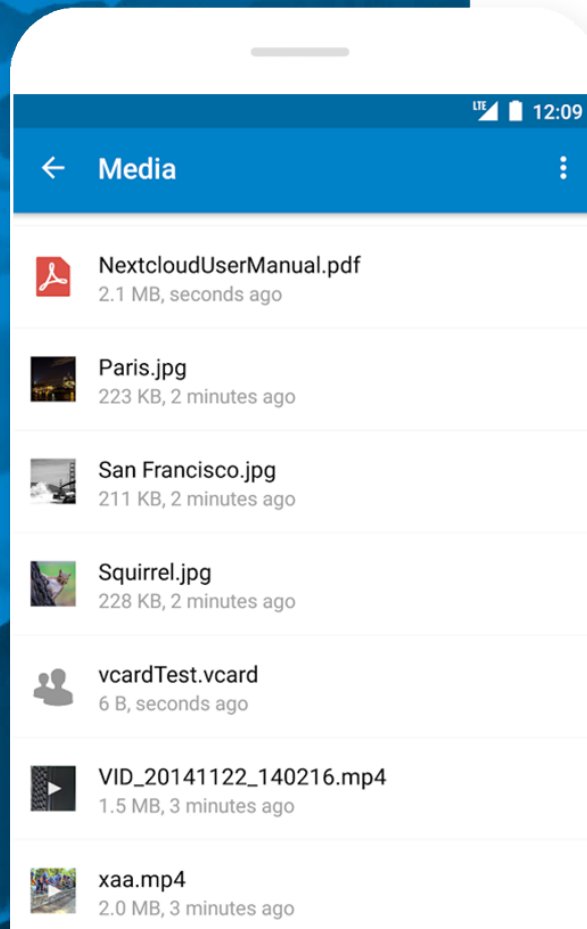 LTE 12:09
Media
NextcloudUserManual.pdf
2.1 MB, seconds ago
Paris.jpg
223 KB, 2 minutes ago
San Francisco.jpg
211 KB, 2 minutes ago
Squirrel.jpg
228 KB, 2 minutes ago
vcardTest.vcard
6 B, seconds ago
VID_20141122_140216.mp4
1.5 MB, 3 minutes ago
xaa.mp4
2.0 MB, 3 minutes ago